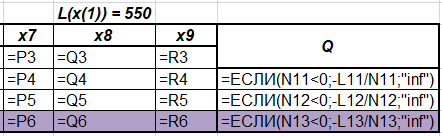 L(x(1)) = 550
x7 x8 x9 Q
=P3 =Q3 =R3
=P4 =Q4 =R4 =ЕСЛИ(N11<0;-L11/N11;"inf")
=P5 =Q5 =R5 =ЕСЛИ(N12<0;-L12/N12;"inf")
=P6 =Q6 =R6 =ЕСЛИ(N13<0;-L13/N13;"inf")